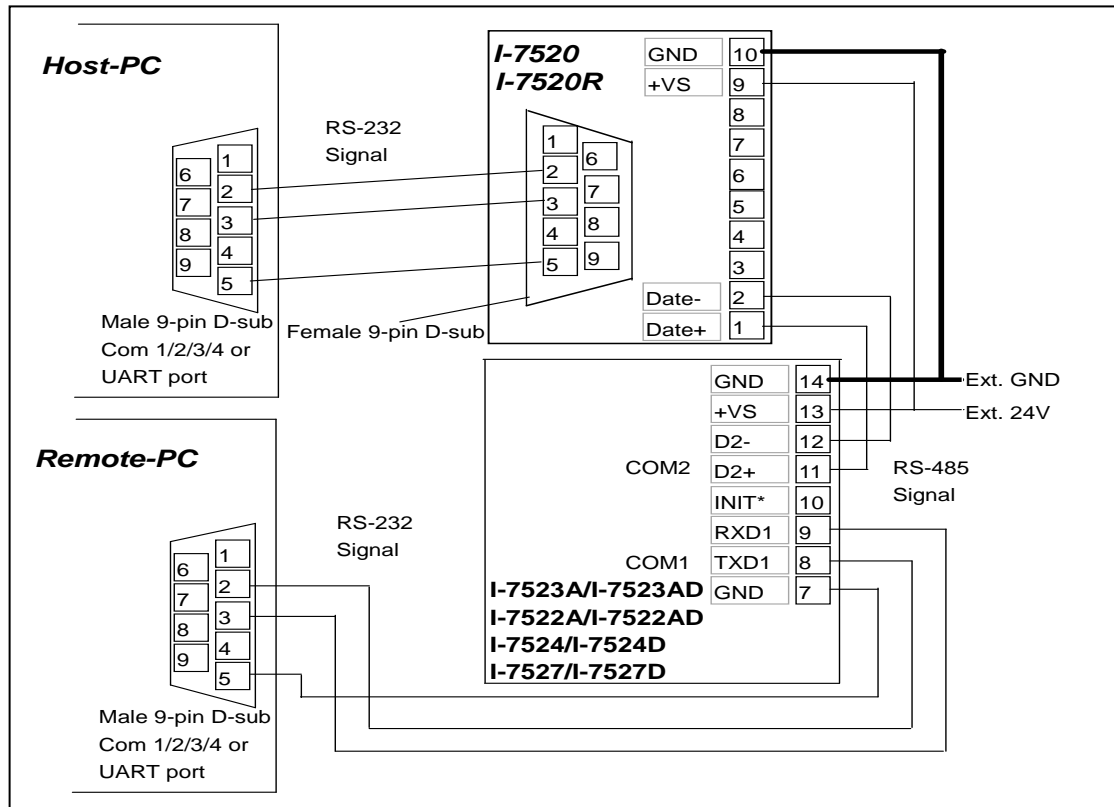 Host-PC
RS-232
Signal
6
7
8
9
1
2
3
4
5
Male 9-pin D-sub
Com 1/2/3/4 or
UART port
I-7520
I-7520R
1
2
3
4
5
6
7
8
9
Female 9-pin D-sub
GND 10
+VS 9
8
7
6
5
4
3
Date- 2
Date+ 1
GND 14
+VS 13
D2- 12
COM2 D2+ 11
INIT* 10
RXD1 9
COM1 TXD1 8
I-7523A/I-7523AD GND 7
I-7522A/I-7522AD
I-7524/I-7524D
I-7527/I-7527D
Ext. GND
Ext. 24V
RS-485
Signal
Remote-PC
RS-232
Signal
6
7
8
9
1
2
3
4
5
Male 9-pin D-sub
Com 1/2/3/4 or
UART port